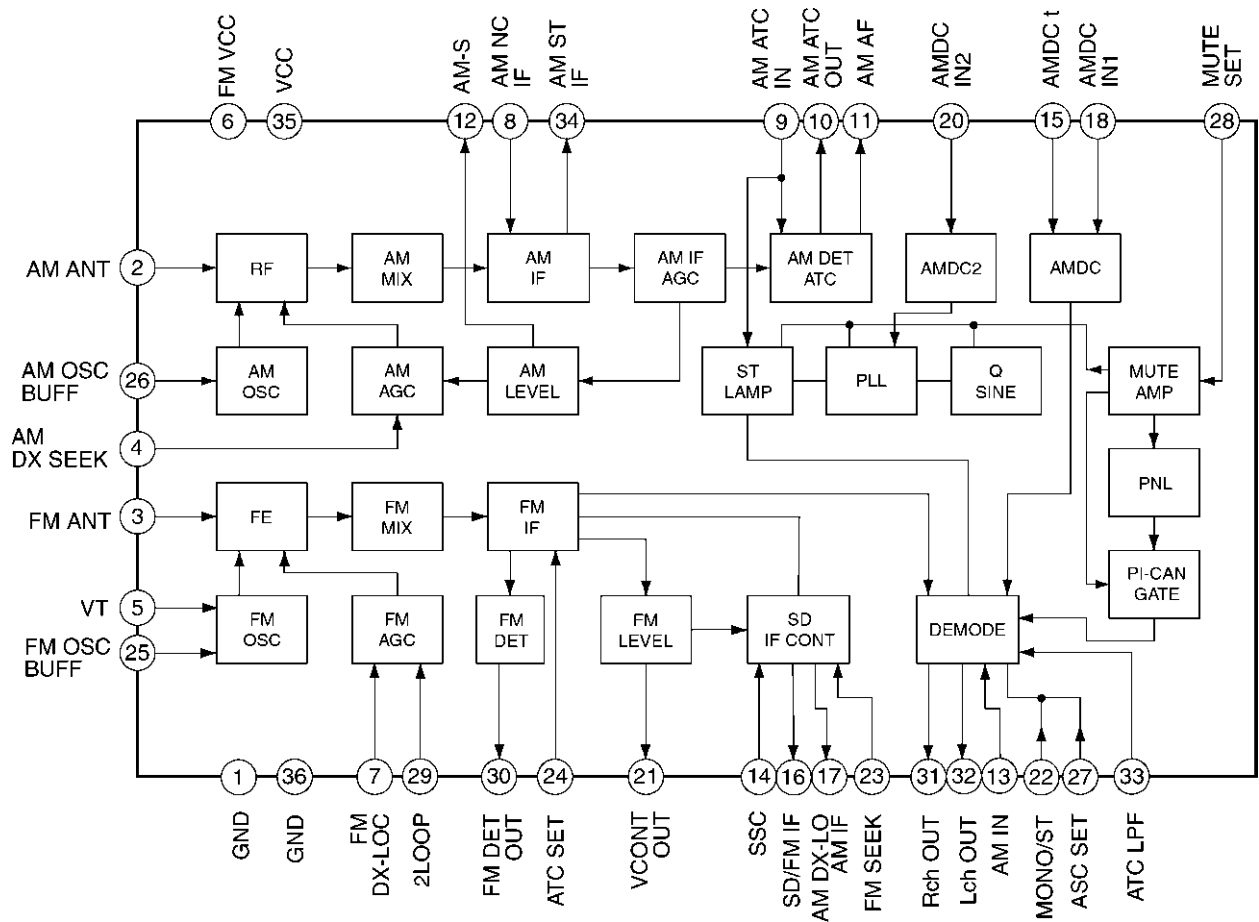 FM VCC
VCC
AM-S
AM NC
IF
AM ST
IF
AM ATC
IN
AM ATC
OUT
AM AF
AMDC
IN2
AMDC t
AMDC
IN1
MUTE
SET
6
35
12
8
34
9
10
11
20
15
18
28
AM ANT
2
RF
AM
MIX
AM
IF
AM IF
AGC
AM DET
ATC
AMDC2
AMDC
AM OSC
BUFF
26
AM
OSC
AM
AGC
AM
LEVEL
ST
LAMP
PLL
Q
SINE
MUTE
AMP
AM
DX SEEK
4
PNL
FM ANT
3
FE
FM
MIX
FM
IF
PI-CAN
GATE
VT
5
FM OSC
BUFF
25
FM
OSC
FM
AGC
FM
DET
FM
LEVEL
SD
IF CONT
DEMODE
1
36
7
29
30
24
21
14
16
17
23
31
32
13
22
27
33
GND
GND
FM
DX-LOC
2LOOP
FM DET
OUT
ATC SET
VCONT
OUT
SSC
SD/FM IF
AM DX-LO
AM IF
FM SEEK
Rch OUT
Lch OUT
AM IN
MONO/ST
ASC SET
ATC LPF